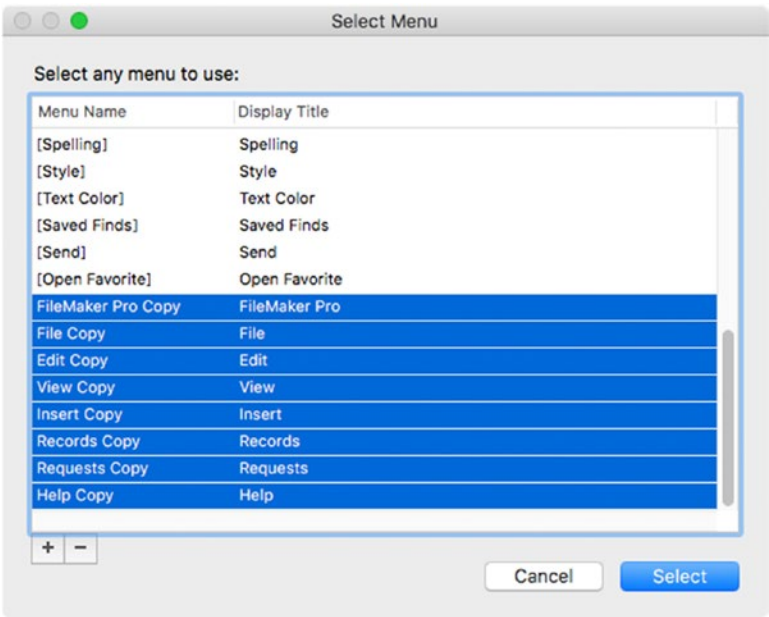 Select Menu
Select any menu to use:
Menu Name Display Title
[Spelling] Spelling
[Style] Style
[Text Color] Text Color
[Saved Finds] Saved Finds
[Send] Send
[Open Favorite] Open Favorite
FileMaker Pro Copy FileMaker Pro
File Copy File
Edit Copy Edit
View Copy View
Insert Copy Insert
Records Copy Records
Requests Copy Requests
Help Copy Help
+ −
Cancel Select